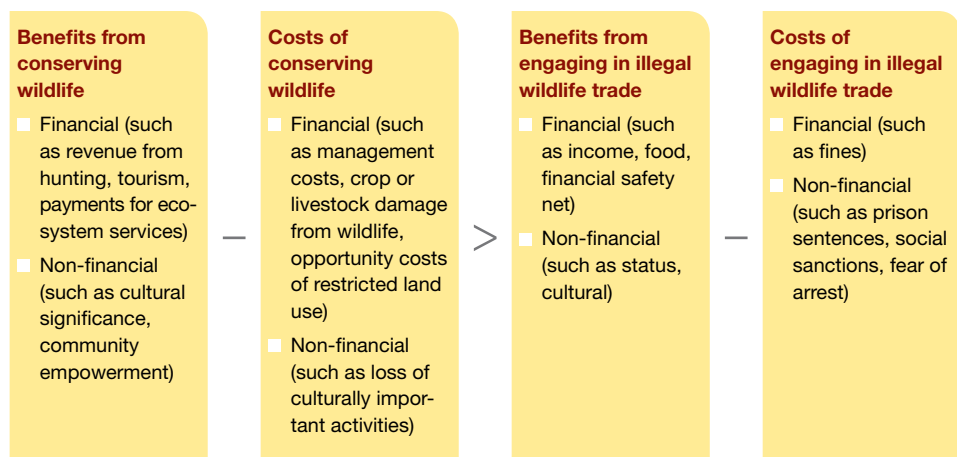 Benefits from
conserving
wildlife
Financial (such
as revenue from
hunting, tourism,
payments for eco-
system services)
Non-financial
(such as cultural
significance,
community
empowerment)
–
Costs of
conserving
wildlife
Financial (such
as management
costs, crop or
livestock damage
from wildlife,
opportunity costs
of restricted land
use)
Non-financial
(such as loss of
culturally impor-
tant activities)
>
Benefits from
engaging in illegal
wildlife trade
Financial (such
as income, food,
financial safety
net)
Non-financial
(such as status,
cultural)
–
Costs of
engaging in illegal
wildlife trade
Financial (such
as fines)
Non-financial
(such as prison
sentences, social
sanctions, fear of
arrest)